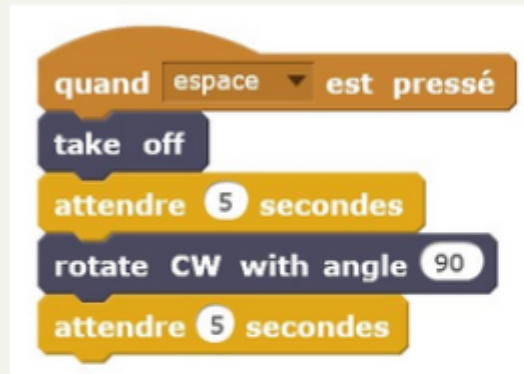 quand espace est pressé
take off
attendre 5 secondes
rotate CW with angle 90
attendre 5 secondes